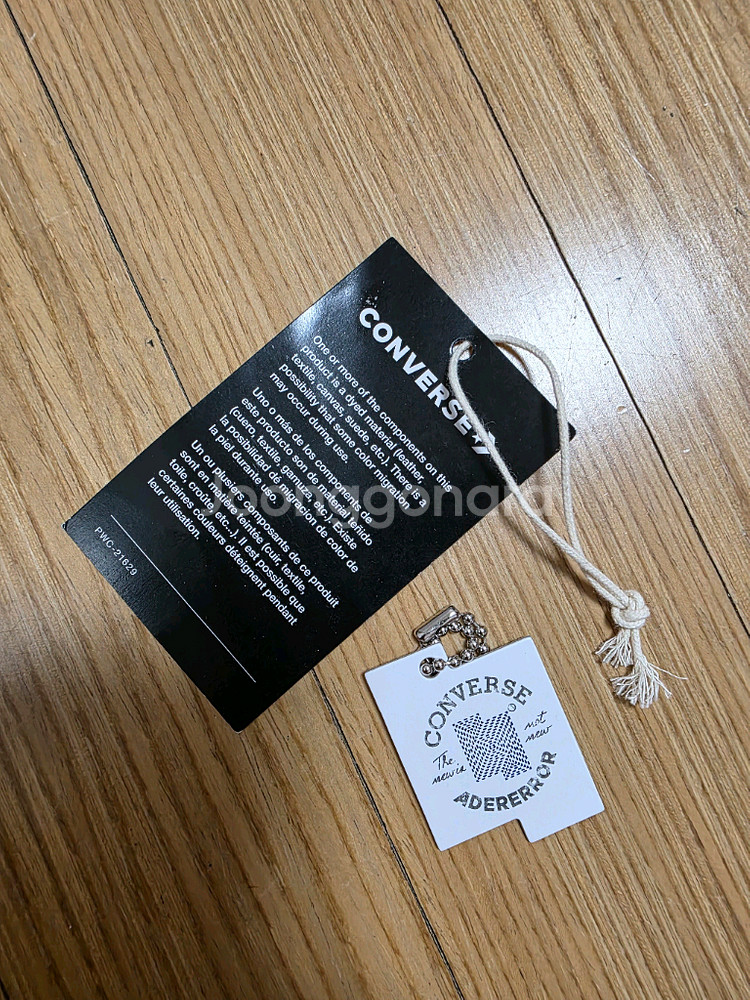 CONVERSE
One or more of the components on the
product is a dyed material (leather,
textile, canvas, suede, etc.). There is a
possibility that some color migration
may occur during use.
Uno o más de los componentes de
este producto son de material teñido
(cuero, textile, gamuza, etc.), existe
la posibilidad de migración de color de
la piel durante uso.
Un ou plusieurs composants de ce produit
sont en matière teintée (cuir, textile,
toile, croûte, etc...). Il est possible que
certaines couleurs déteignent pendant
leur utilisation.
PWC-21629
Joonggonara
CONVERSE
The
new is
not
new
ADERERROR